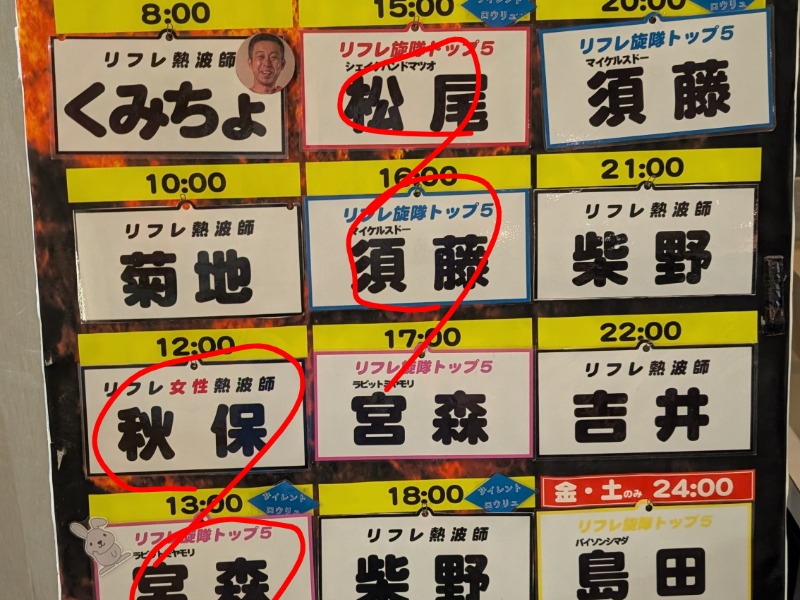 8:00
リフレ熱波師
くみちょ
10:00
リフレ熱波師
菊地
12:00
リフレ女性熱波師
秋保
13:00
サイレント
ロウリュ
リフレ旋隊トップ5
ラビットミヤモリ
宮森
15:00
ロウリュ
リフレ旋隊トップ5
シェイクハンドマツオ
松尾
16:00
リフレ旋隊トップ5
マイケルスドー
須藤
17:00
リフレ旋隊トップ5
ラビットミヤモリ
宮森
18:00
サイレント
ロウリュ
リフレ熱波師
柴野
20:00
ロウリュ
リフレ旋隊トップ5
マイケルスドー
須藤
21:00
リフレ熱波師
柴野
22:00
リフレ熱波師
吉井
金・土のみ 24:00
リフレ旋隊トップ5
バイソンシマダ
島田